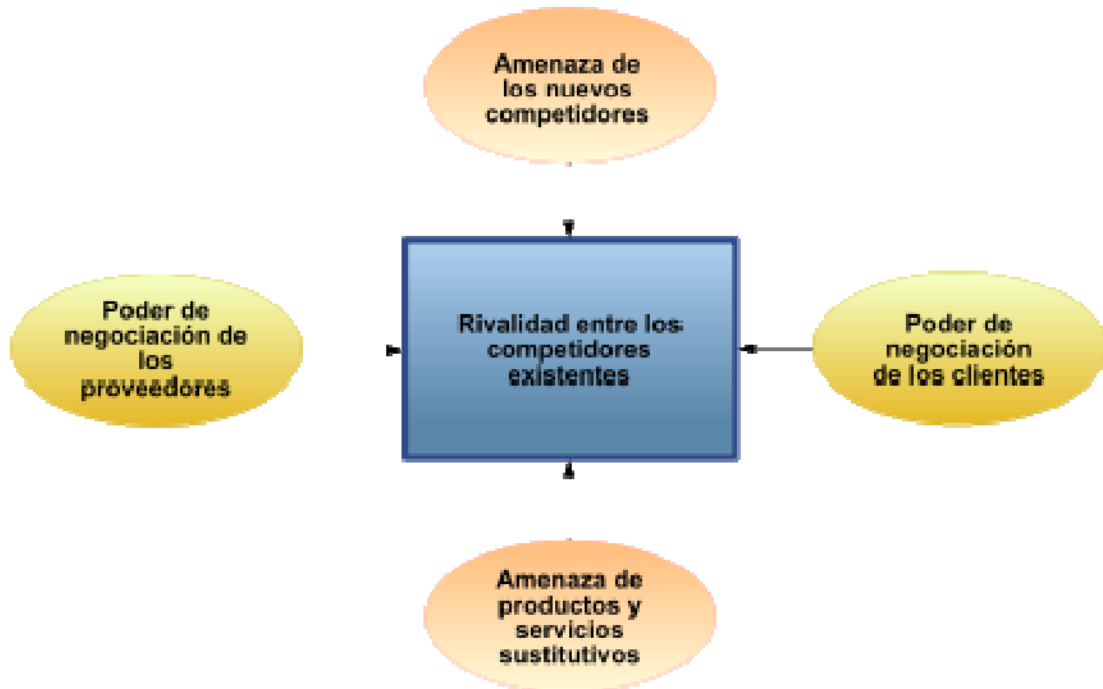 Amenaza de
los nuevos
competidores
Poder de
negociación de
los
proveedores
Rivalidad entre los
competidores
existentes
Poder de
negociación
de los clientes
Amenaza de
productos y
servicios
sustitutivos